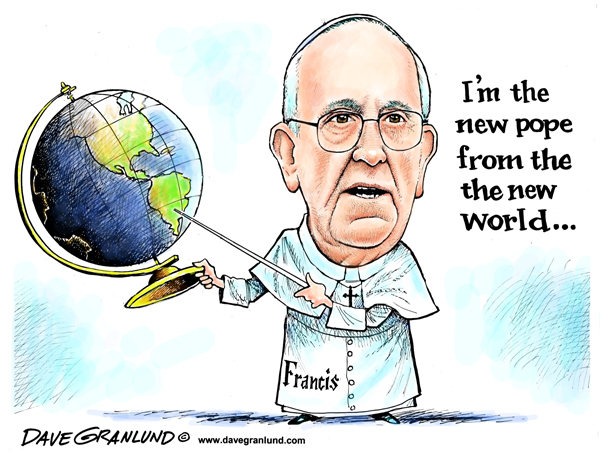 I'm the
new pope
from the
the new
world...
Francis
DAVE GRANLUND © www.davegranlund.com